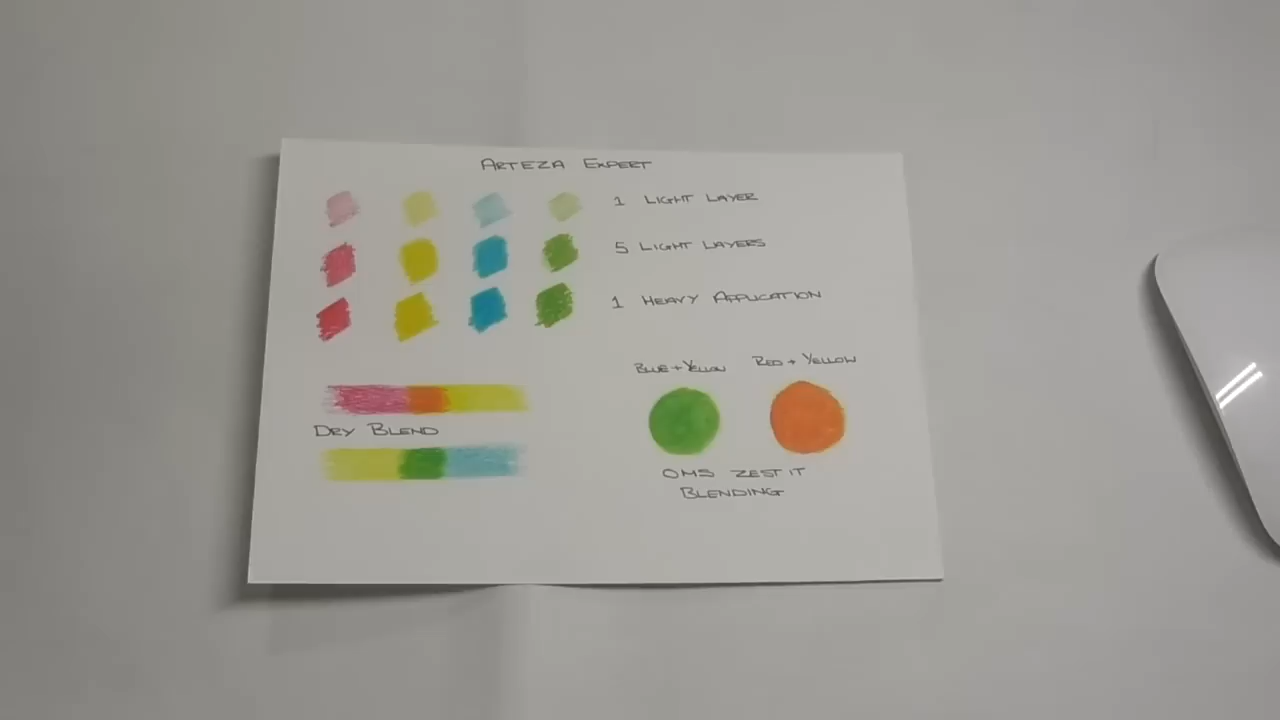 ARTEZA EXPERT
1 LIGHT LAYER
5 LIGHT LAYERS
1 HEAVY APPLICATION
BLUE + YELLOW
RED + YELLOW
DRY BLEND
OMS ZEST IT
BLENDING